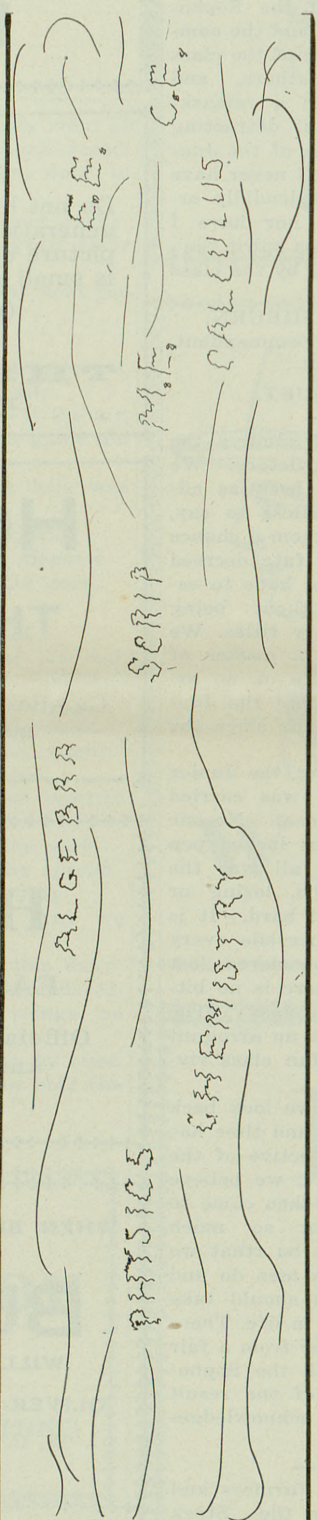 PHYSICS
CHEMISTRY
ALGEBRA
SCRIP
M.E.
CALCULUS
E.E.
C.E.